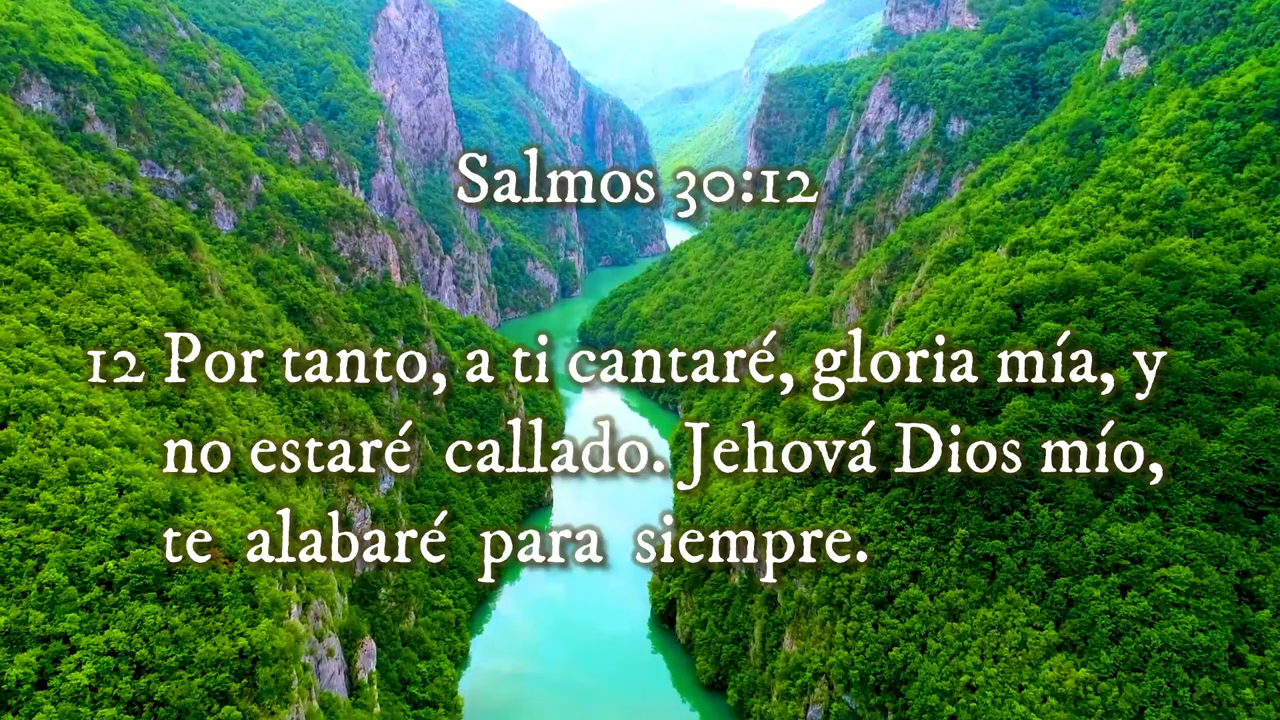 Salmos 30:12
12 Por tanto, a ti cantaré, gloria mía, y
no estaré callado. Jehová Dios mío,
te alabaré para siempre.